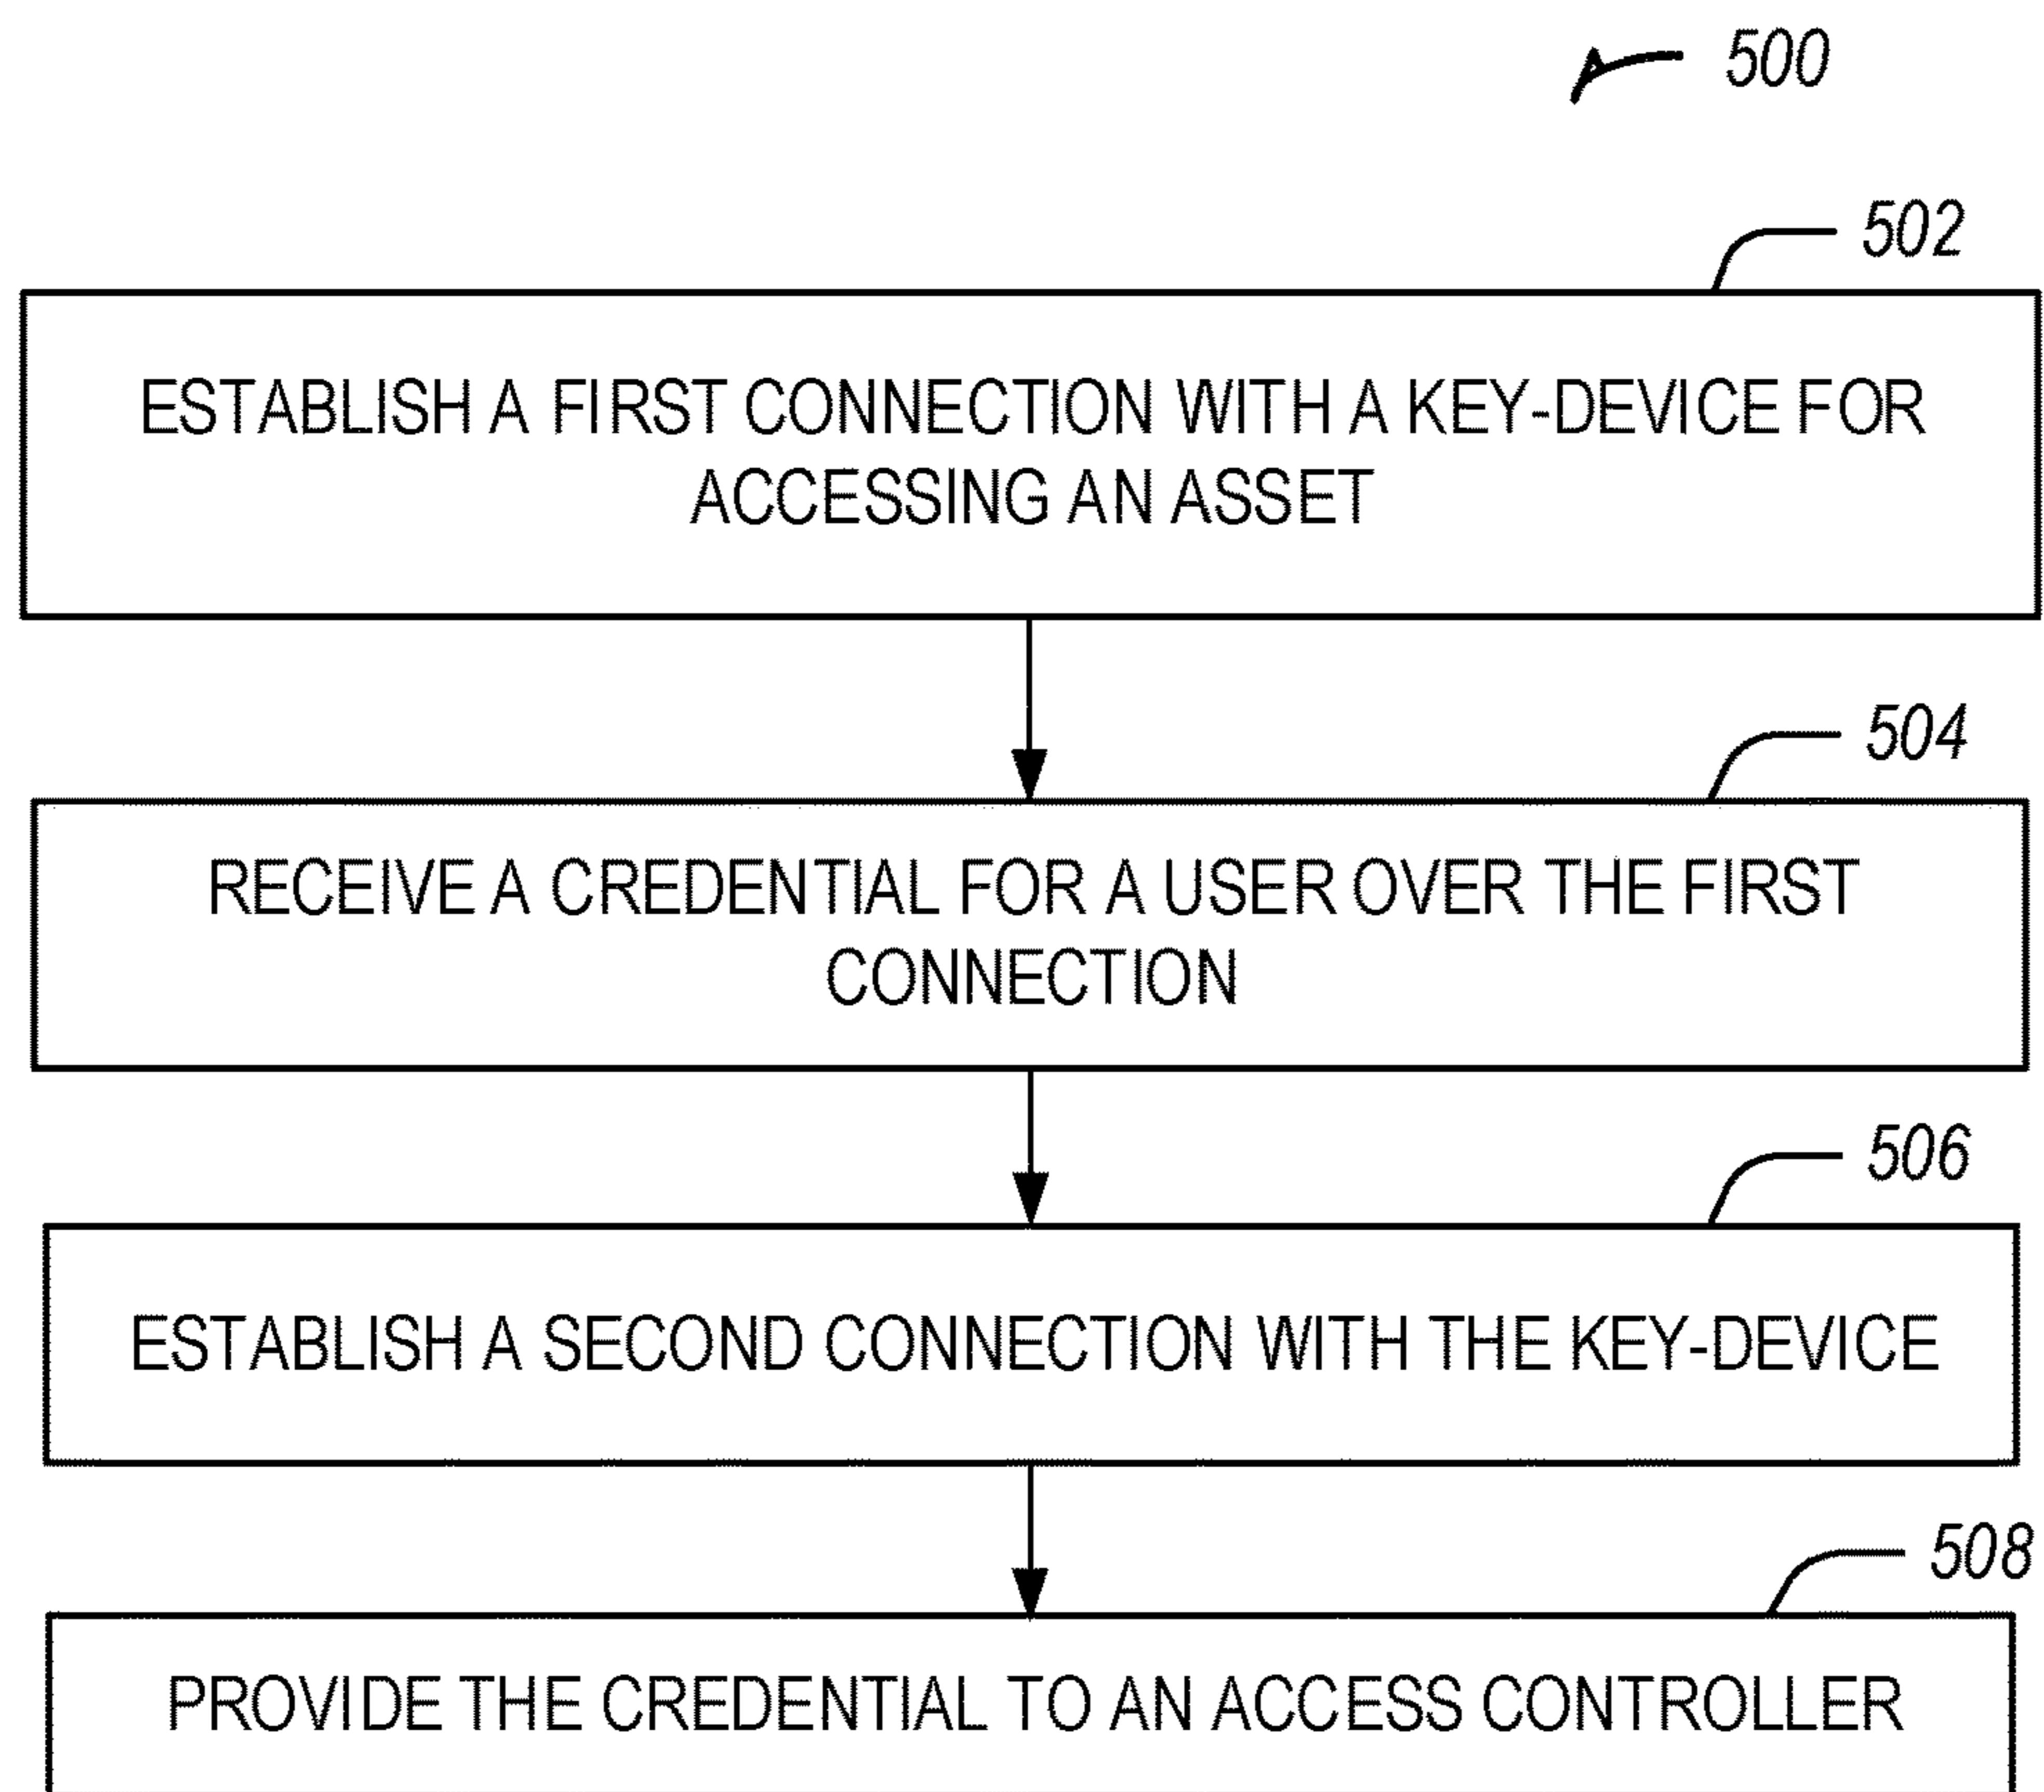 500
502
ESTABLISH A FIRST CONNECTION WITH A KEY-DEVICE FOR
ACCESSING AN ASSET
504
RECEIVE A CREDENTIAL FOR A USER OVER THE FIRST
CONNECTION
506
ESTABLISH A SECOND CONNECTION WITH THE KEY-DEVICE
508
PROVIDE THE CREDENTIAL TO AN ACCESS CONTROLLER